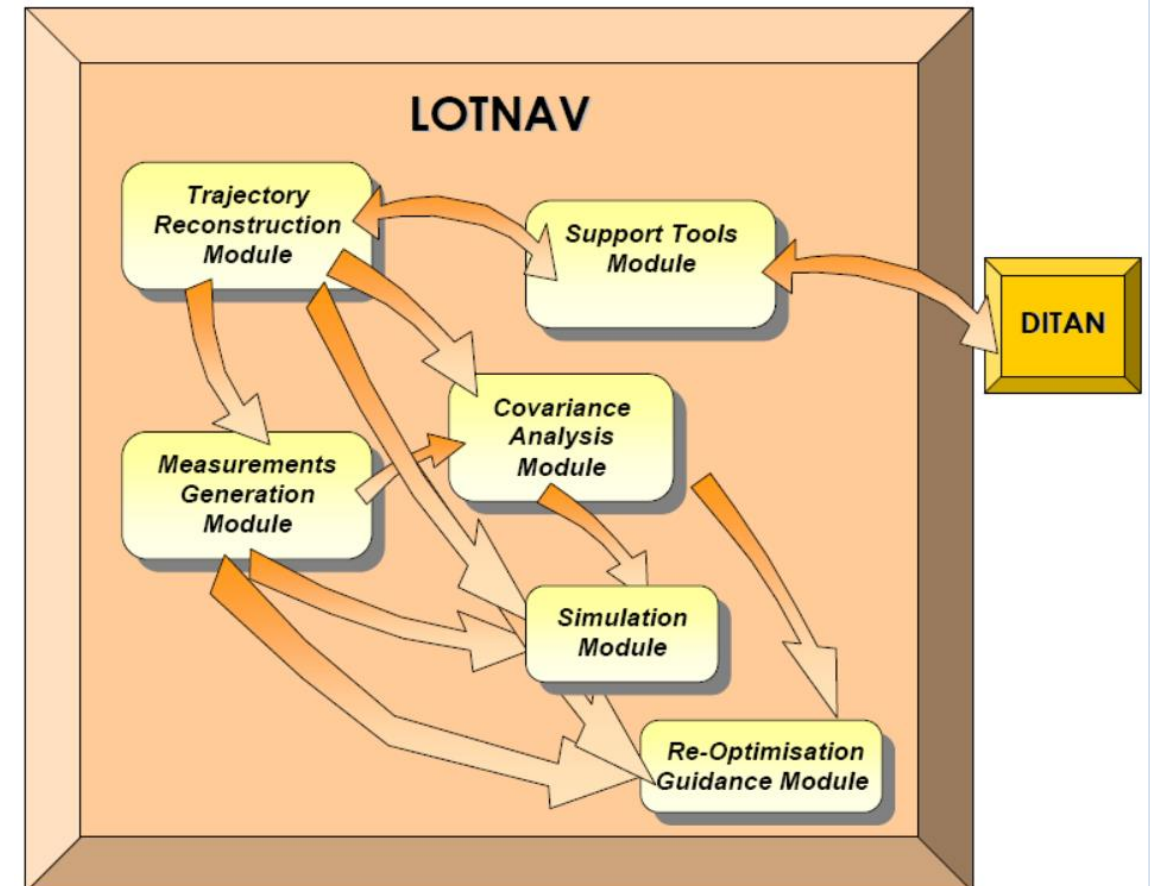 LOTNAV
Trajectory
Reconstruction
Module
Support Tools
Module
DITAN
Covariance
Analysis
Module
Measurements
Generation
Module
Simulation
Module
Re-Optimisation
Guidance Module